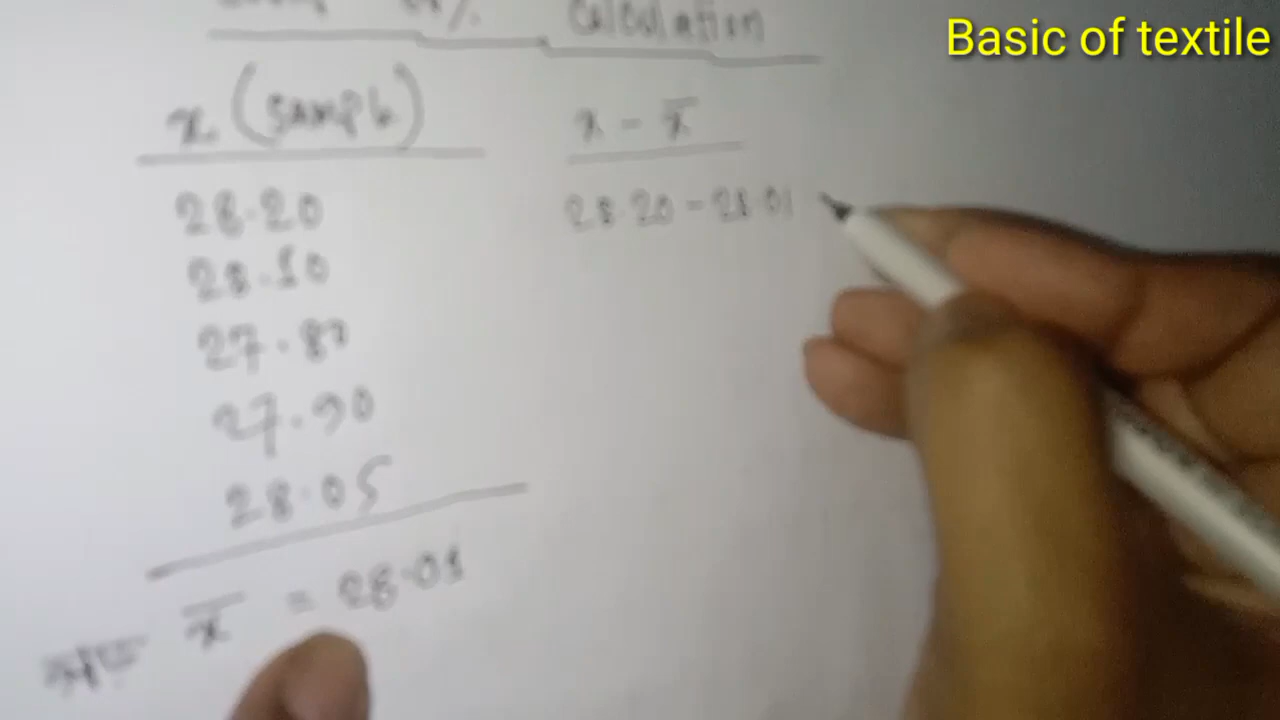 Basic of textile
% Calculation
x (sample) x - x̅
28.20 28.20 - 28.01
28.10
27.80
27.90
28.05
x̅ = 28.01